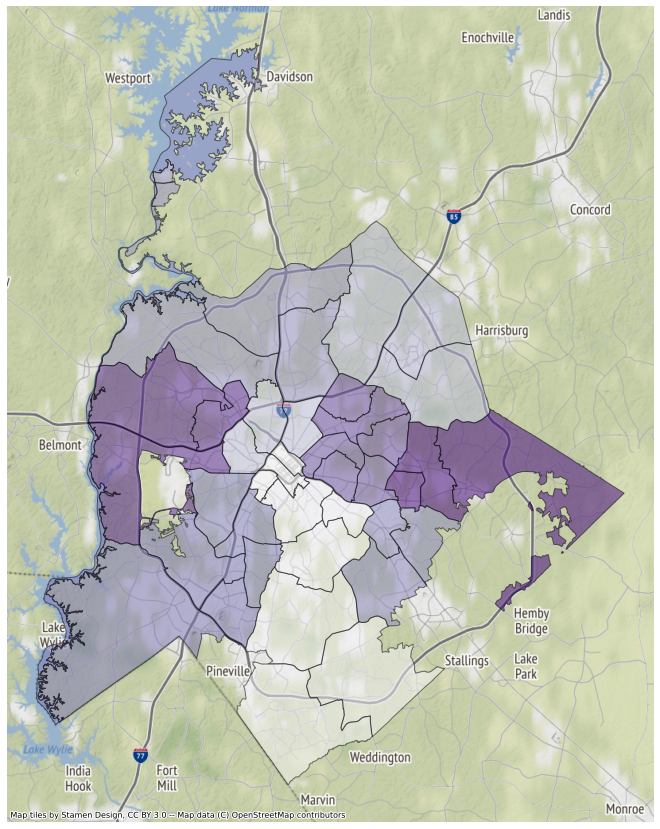 Lake Norman
Landis
Enochville
Westport
Davidson
85
Concord
Harrisburg
Belmont
Lake
Wylie
Hemby
Bridge
Pineville
Stallings
Lake
Park
Lake Wylie
77
Weddington
India
Hook
Fort
Mill
Marvin
Monroe
Map tiles by Stamen Design, CC BY 3.0 -- Map data (C) OpenStreetMap contributors